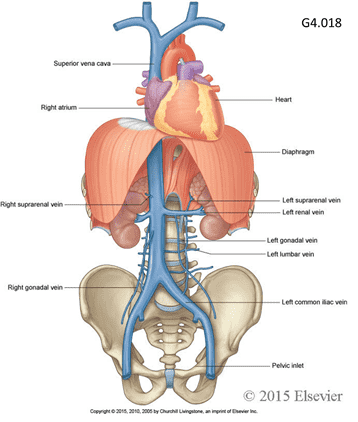 G4.018
Superior vena cava
Right atrium
Heart
Diaphragm
Right suprarenal vein
Left suprarenal vein
Left renal vein
Left gonadal vein
Left lumbar vein
Right gonadal vein
Left common iliac vein
Pelvic inlet
© 2015 Elsevier
Copyright © 2015, 2010, 2005 by Churchill Livingstone, an imprint of Elsevier Inc.